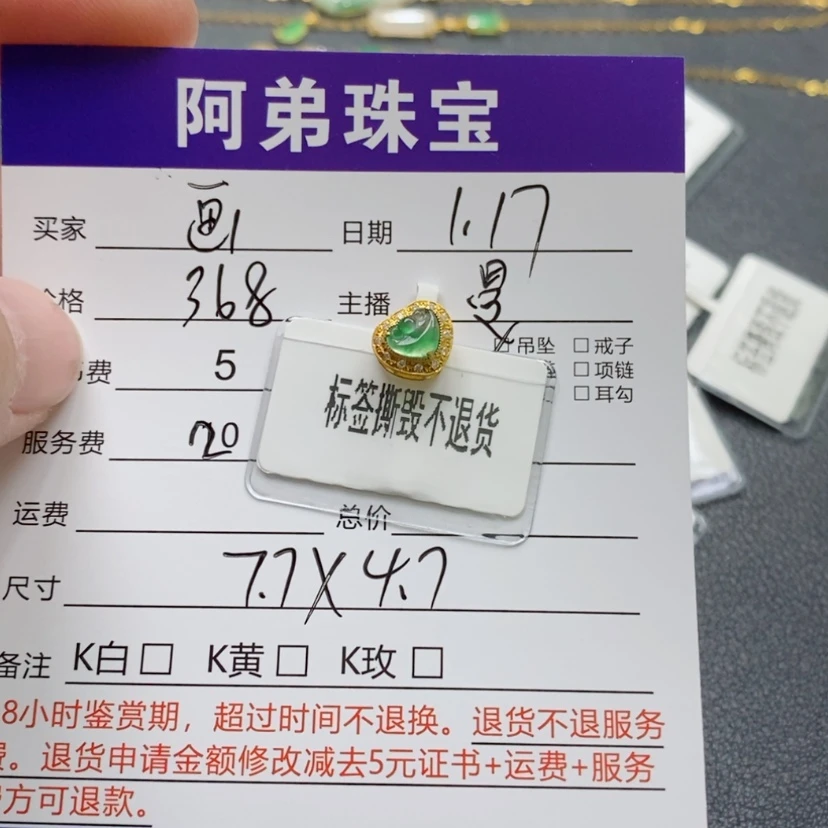 阿弟珠宝
买家 画1 日期 1.17
格 368 主播
吊坠 □戒子
费 5
□项链
□耳勾
标签撕毁不退货
服务费 20
运费 总价
尺寸 7.7X4.7
备注 K白□ K黄□ K玫□
8小时鉴赏期，超过时间不退换。退货不退服务
费。退货申请金额修改减去5元证书+运费+服务
方可退款。